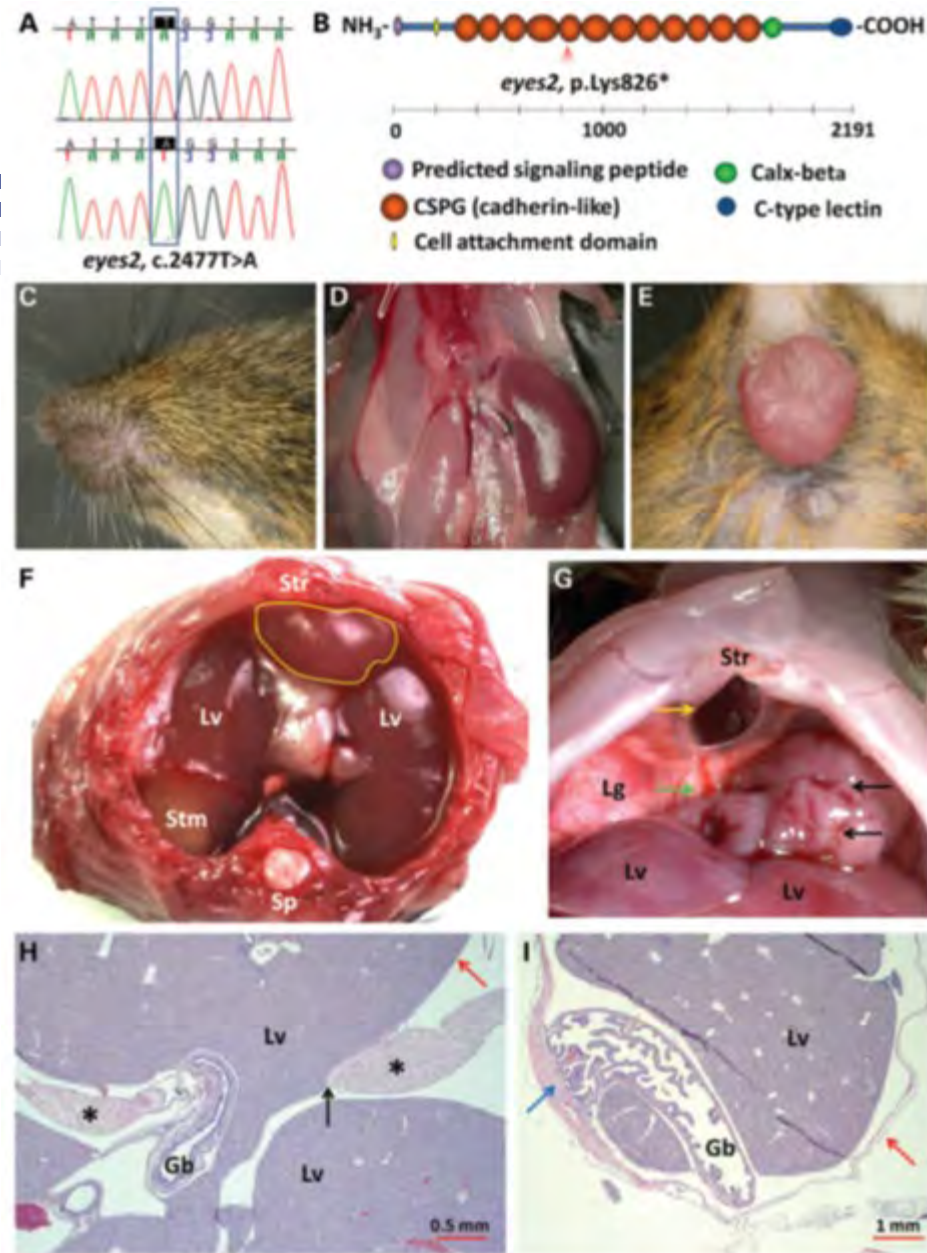 A
B
NH3-
-COOH
eyes2, p.Lys826*
0 1000 2191
Predicted signaling peptide
Calx-beta
CSPG (cadherin-like)
C-type lectin
Cell attachment domain
eyes2, c.2477T>A
C
D
E
F
Str
Lv
Lv
Stm
Sp
G
Str
Lg
Lv
Lv
H
Lv
*
*
Gb
Lv
0.5 mm
I
Lv
Gb
1 mm